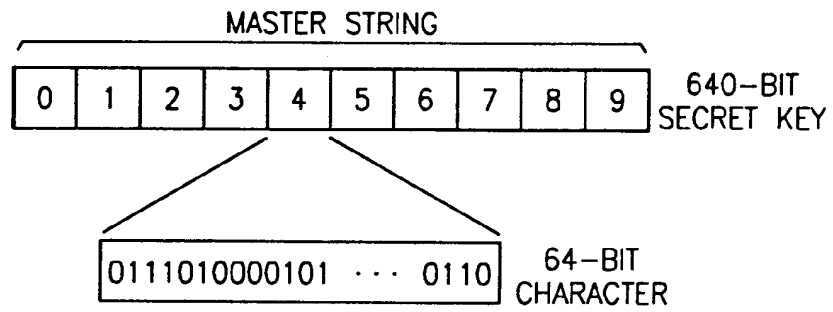 MASTER STRING
0 1 2 3 4 5 6 7 8 9
640-BIT
SECRET KEY
0111010000101 ··· 0110
64-BIT
CHARACTER